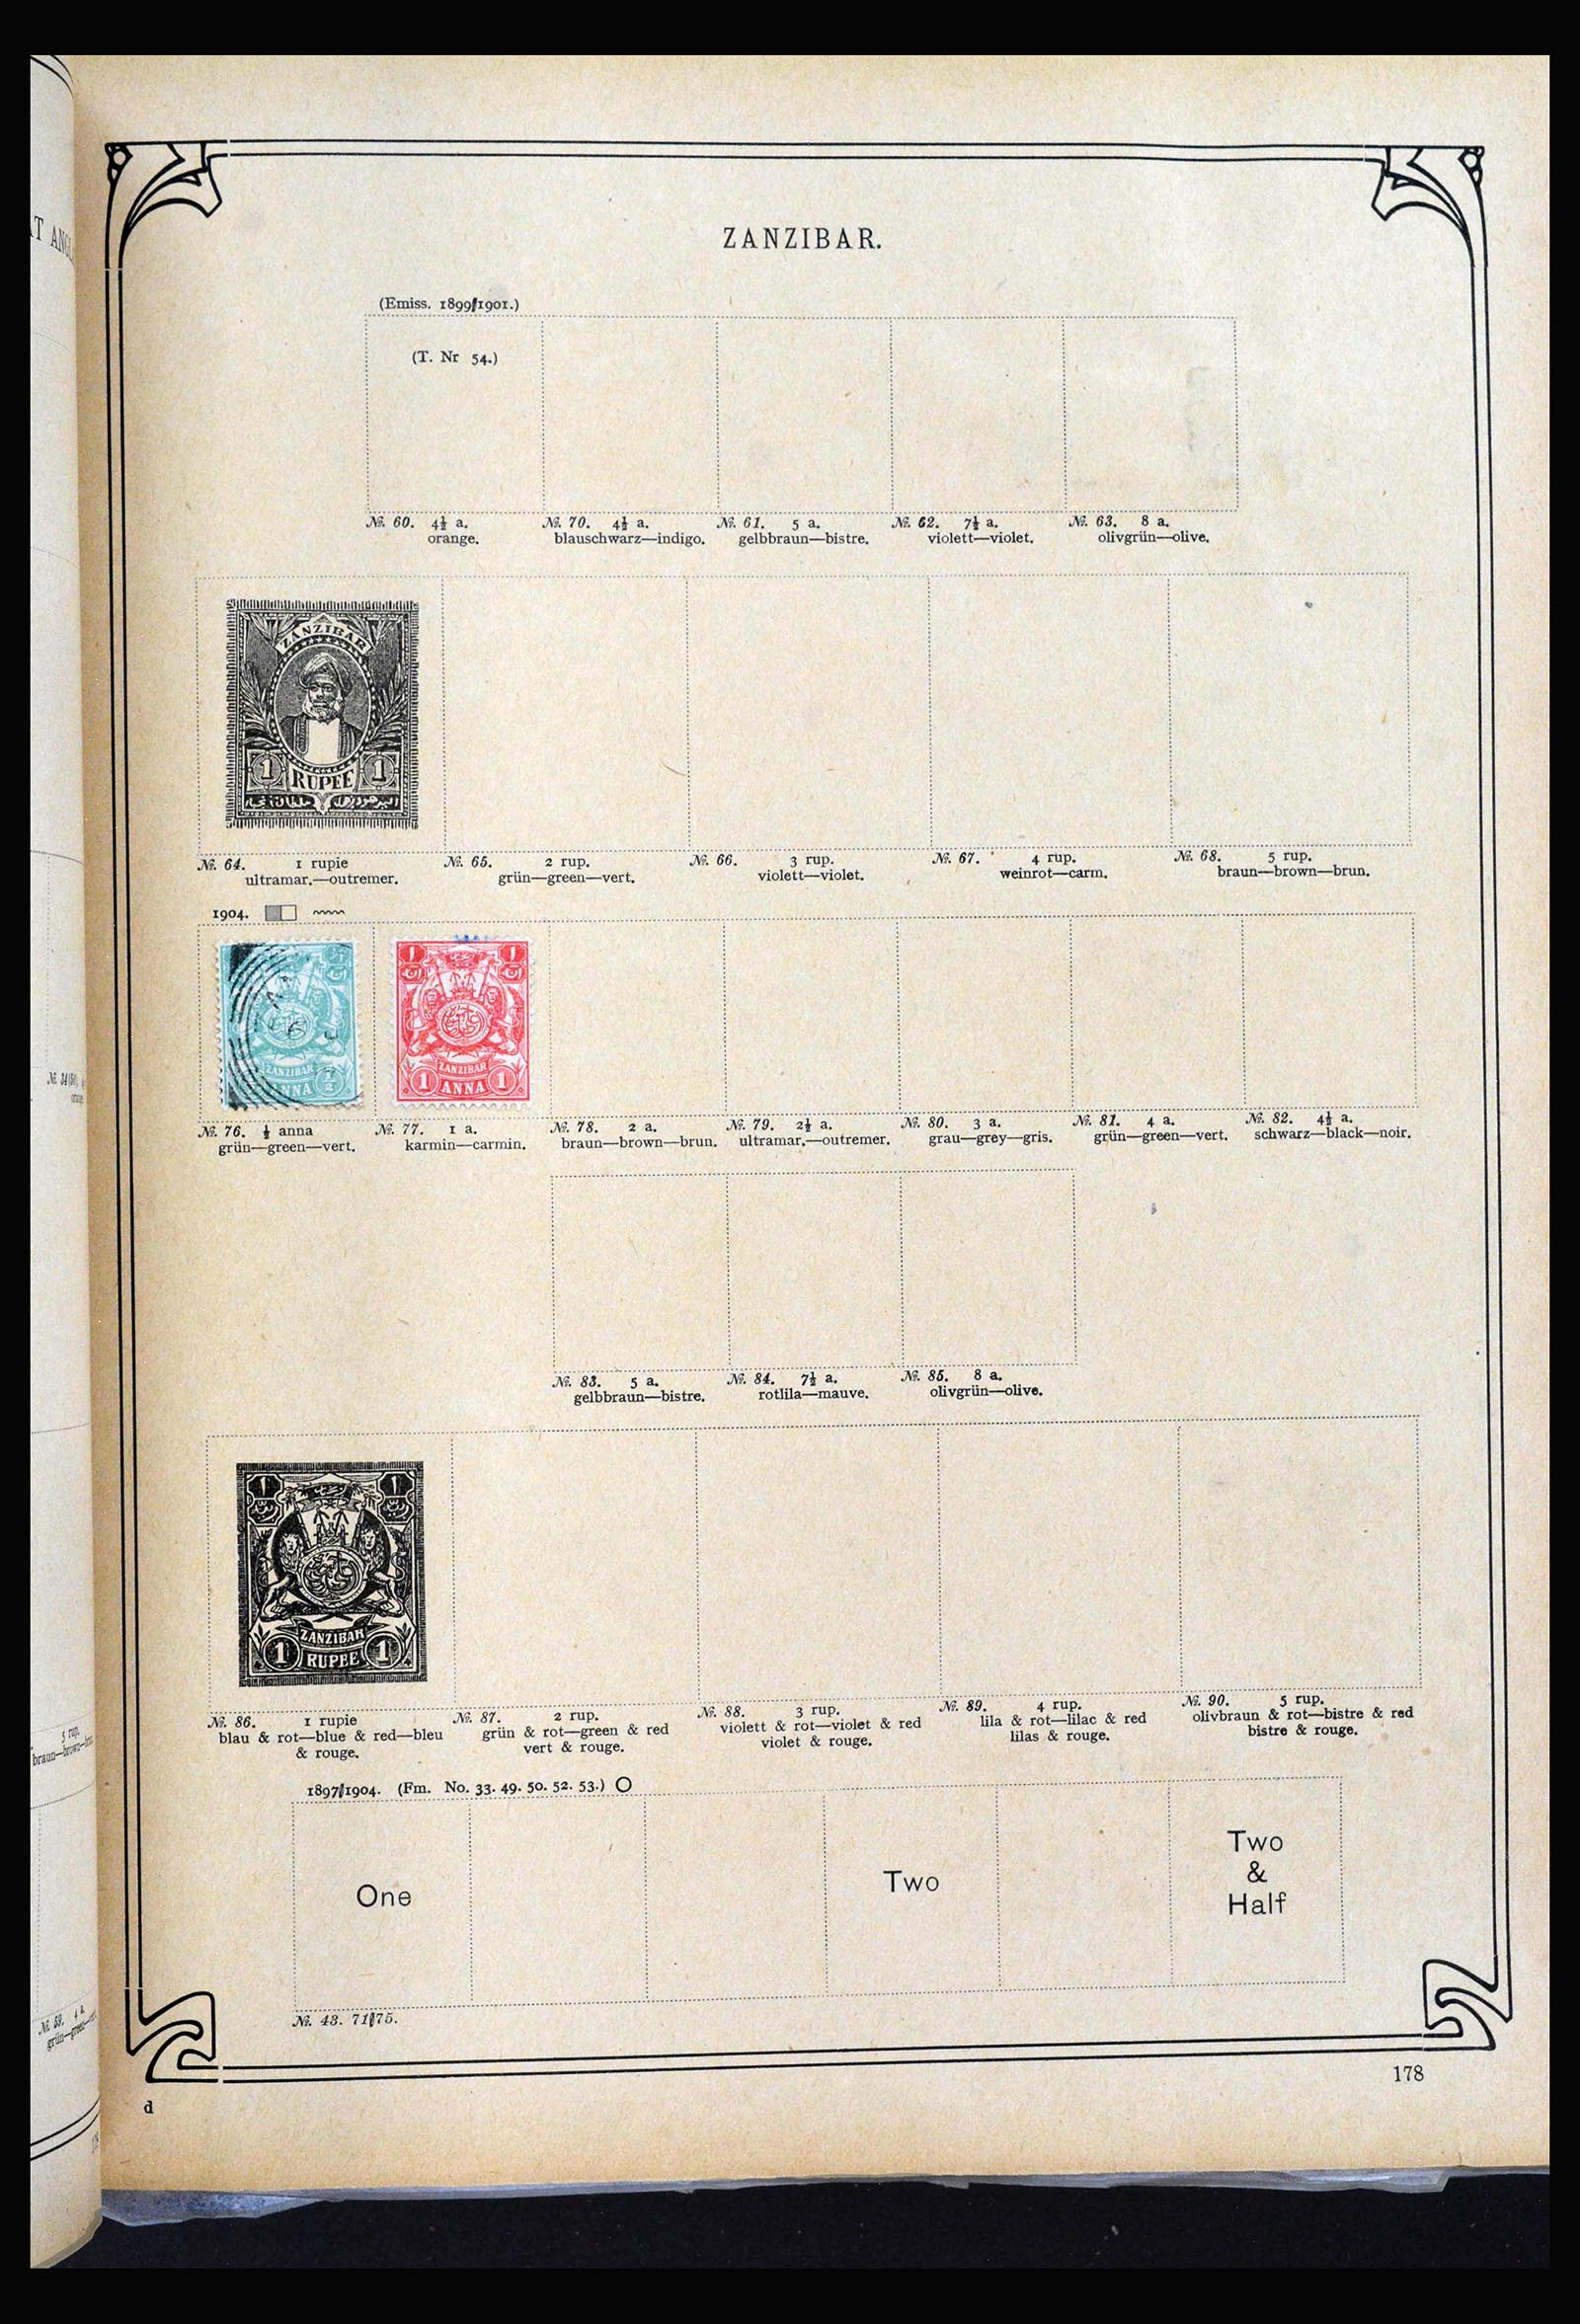 ZANZIBAR.
(Emiss. 1899/1901.)
(T. Nr 54.)
№. 60. 4½ a.
orange.
№. 70. 4½ a.
blauschwarz—indigo.
№. 61. 5 a.
gelbbraun—bistre.
№. 62. 7½ a.
violett—violet.
№. 63. 8 a.
olivgrün—olive.
ZANZIBAR
1 RUPEE 1
№. 64. 1 rupie
ultramar.—outremer.
№. 65. 2 rup.
grün—green—vert.
№. 66. 3 rup.
violett—violet.
№. 67. 4 rup.
weinrot—carm.
№. 68. 5 rup.
braun—brown—brun.
1904.
ZANZIBAR
ANNA ½
ZANZIBAR
1 ANNA 1
№. 76. ½ anna
grün—green—vert.
№. 77. 1 a.
karmin—carmin.
№. 78. 2 a.
braun—brown—brun.
№. 79. 2½ a.
ultramar.—outremer.
№. 80. 3 a.
grau—grey—gris.
№. 81. 4 a.
grün—green—vert.
№. 82. 4½ a.
schwarz—black—noir.
№. 83. 5 a.
gelbbraun—bistre.
№. 84. 7½ a.
rotlila—mauve.
№. 85. 8 a.
olivgrün—olive.
ZANZIBAR
1 RUPEE 1
№. 86. 1 rupie
blau & rot—blue & red—bleu
& rouge.
№. 87. 2 rup.
grün & rot—green & red
vert & rouge.
№. 88. 3 rup.
violett & rot—violet & red
violet & rouge.
№. 89. 4 rup.
lila & rot—lilac & red
lilas & rouge.
№. 90. 5 rup.
olivbraun & rot—bistre & red
bistre & rouge.
1897/1904. (Fm. No. 33. 49. 50. 52. 53.)
One
Two
Two
&
Half
№. 43. 71/75.
178
d
5 rup.
№. 59. 4 a.